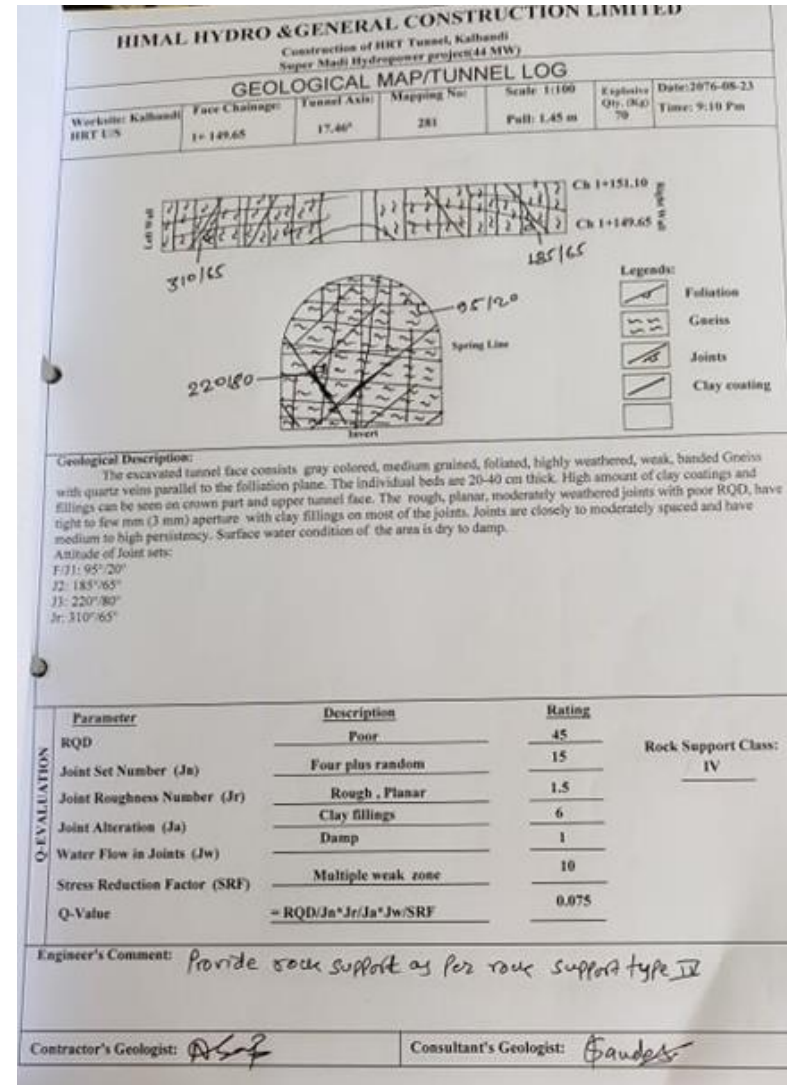 HIMAL HYDRO &GENERAL CONSTRUCTION LIMITED
Construction of HRT Tunnel, Kalbandi
Super Madi Hydropower project(44 MW)
GEOLOGICAL MAP/TUNNEL LOG
Worksite: Kalbandi HRT U/S
Face Chainage: 1+ 149.65
Tunnel Axis: 17.46°
Mapping No: 281
Scale 1:100
Pull: 1.45 m
Explosive Qty. (Kg) 70
Date:2076-08-23
Time: 9:10 Pm
Left Wall
Ch 1+151.10
Ch 1+149.65
Right Wall
310/65
185/65
95/20
Spring Line
220/80
Invert
Legends:
Foliation
Gneiss
Joints
Clay coating
Geological Description:
The excavated tunnel face consists gray colored, medium grained, foliated, highly weathered, weak, banded Gneiss
with quartz veins parallel to the folliation plane. The individual beds are 20-40 cm thick. High amount of clay coatings and
fillings can be seen on crown part and upper tunnel face. The rough, planar, moderately weathered joints with poor RQD, have
tight to few mm (3 mm) aperture with clay fillings on most of the joints. Joints are closely to moderately spaced and have
medium to high persistency. Surface water condition of the area is dry to damp.
Attitude of Joint sets:
F/J1: 95°/20°
J2: 185°/65°
J3: 220°/80°
Jr: 310°/65°
Q-EVALUATION
Parameter Description Rating
RQD Poor 45
Joint Set Number (Jn) Four plus random 15
Joint Roughness Number (Jr) Rough , Planar 1.5
Joint Alteration (Ja) Clay fillings 6
Water Flow in Joints (Jw) Damp 1
Stress Reduction Factor (SRF) Multiple weak zone 10
Q-Value = RQD/Jn*Jr/Ja*Jw/SRF 0.075
Rock Support Class:
IV
Engineer's Comment: Provide rock support as per rock support type IV
Contractor's Geologist:
Consultant's Geologist: